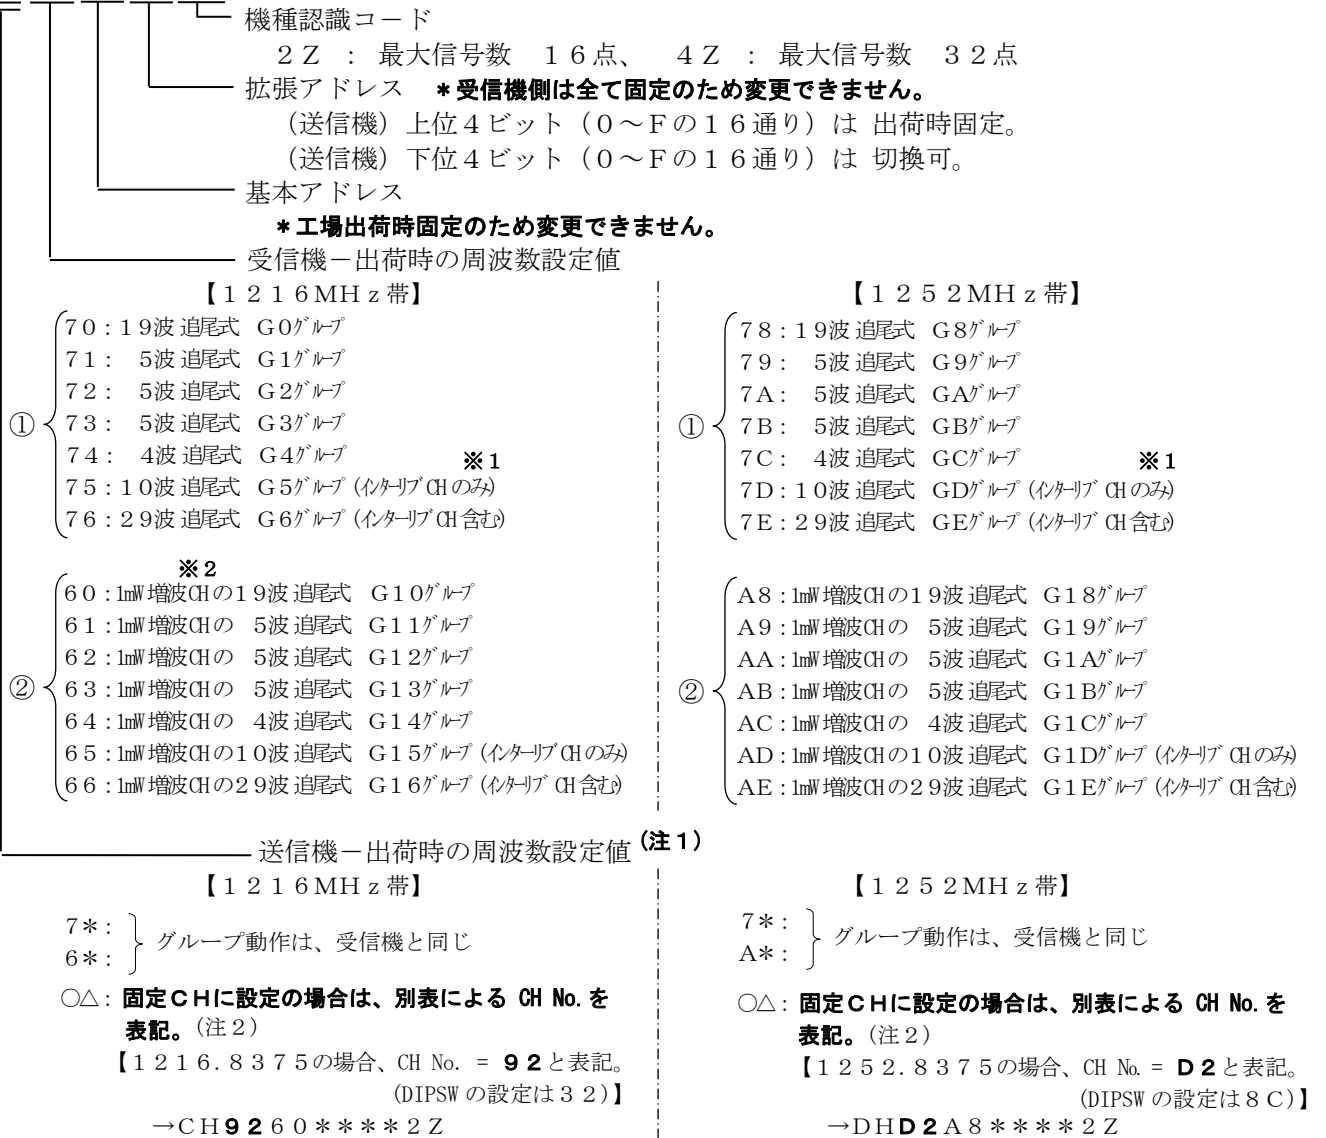 機種認識コード
２Ｚ ： 最大信号数 １６点、 ４Ｚ ： 最大信号数 ３２点
拡張アドレス ＊受信機側は全て固定のため変更できません。
（送信機）上位４ビット（０～Ｆの１６通り）は 出荷時固定。
（送信機）下位４ビット（０～Ｆの１６通り）は 切換可。
基本アドレス
＊工場出荷時固定のため変更できません。
受信機－出荷時の周波数設定値
【１２１６ＭＨｚ帯】
① ７０：１９波 追尾式 Ｇ０ｸﾞﾙｰﾌﾟ
７１： ５波 追尾式 Ｇ１ｸﾞﾙｰﾌﾟ
７２： ５波 追尾式 Ｇ２ｸﾞﾙｰﾌﾟ
７３： ５波 追尾式 Ｇ３ｸﾞﾙｰﾌﾟ
７４： ４波 追尾式 Ｇ４ｸﾞﾙｰﾌﾟ ※１
７５：１０波 追尾式 Ｇ５ｸﾞﾙｰﾌﾟ（ｲﾝﾀｰﾘﾌﾞCHのみ）
７６：２９波 追尾式 Ｇ６ｸﾞﾙｰﾌﾟ（ｲﾝﾀｰﾘﾌﾞCH含む）
※２
② ６０：1mW増波CHの１９波 追尾式 Ｇ１０ｸﾞﾙｰﾌﾟ
６１：1mW増波CHの ５波 追尾式 Ｇ１１ｸﾞﾙｰﾌﾟ
６２：1mW増波CHの ５波 追尾式 Ｇ１２ｸﾞﾙｰﾌﾟ
６３：1mW増波CHの ５波 追尾式 Ｇ１３ｸﾞﾙｰﾌﾟ
６４：1mW増波CHの ４波 追尾式 Ｇ１４ｸﾞﾙｰﾌﾟ
６５：1mW増波CHの１０波 追尾式 Ｇ１５ｸﾞﾙｰﾌﾟ（ｲﾝﾀｰﾘﾌﾞCHのみ）
６６：1mW増波CHの２９波 追尾式 Ｇ１６ｸﾞﾙｰﾌﾟ（ｲﾝﾀｰﾘﾌﾞCH含む）
【１２５２ＭＨｚ帯】
① ７８：１９波 追尾式 Ｇ８ｸﾞﾙｰﾌﾟ
７９： ５波 追尾式 Ｇ９ｸﾞﾙｰﾌﾟ
７Ａ： ５波 追尾式 ＧＡｸﾞﾙｰﾌﾟ
７Ｂ： ５波 追尾式 ＧＢｸﾞﾙｰﾌﾟ
７Ｃ： ４波 追尾式 ＧＣｸﾞﾙｰﾌﾟ ※１
７Ｄ：１０波 追尾式 ＧＤｸﾞﾙｰﾌﾟ（ｲﾝﾀｰﾘﾌﾞCHのみ）
７Ｅ：２９波 追尾式 ＧＥｸﾞﾙｰﾌﾟ（ｲﾝﾀｰﾘﾌﾞCH含む）
② Ａ８：1mW増波CHの１９波 追尾式 Ｇ１８ｸﾞﾙｰﾌﾟ
Ａ９：1mW増波CHの ５波 追尾式 Ｇ１９ｸﾞﾙｰﾌﾟ
ＡＡ：1mW増波CHの ５波 追尾式 Ｇ１Ａｸﾞﾙｰﾌﾟ
ＡＢ：1mW増波CHの ５波 追尾式 Ｇ１Ｂｸﾞﾙｰﾌﾟ
ＡＣ：1mW増波CHの ４波 追尾式 Ｇ１Ｃｸﾞﾙｰﾌﾟ
ＡＤ：1mW増波CHの１０波 追尾式 Ｇ１Ｄｸﾞﾙｰﾌﾟ（ｲﾝﾀｰﾘﾌﾞCHのみ）
ＡＥ：1mW増波CHの２９波 追尾式 Ｇ１Ｅｸﾞﾙｰﾌﾟ（ｲﾝﾀｰﾘﾌﾞCH含む）
送信機－出荷時の周波数設定値（注１）
【１２１６ＭＨｚ帯】
７＊：
６＊：
グループ動作は、受信機と同じ
○△：固定ＣＨに設定の場合は、別表による CH No.を
表記。（注２）
【１２１６.８３７５の場合、CH No. = ９２と表記。
(DIPSW の設定は３２)】
→ＣＨ９２６０＊＊＊＊２Ｚ
【１２５２ＭＨｚ帯】
７＊：
Ａ＊：
グループ動作は、受信機と同じ
○△：固定ＣＨに設定の場合は、別表による CH No.を
表記。（注２）
【１２５２.８３７５の場合、CH No. = Ｄ２と表記。
(DIPSW の設定は８Ｃ)】
→ＤＨＤ２Ａ８＊＊＊＊２Ｚ